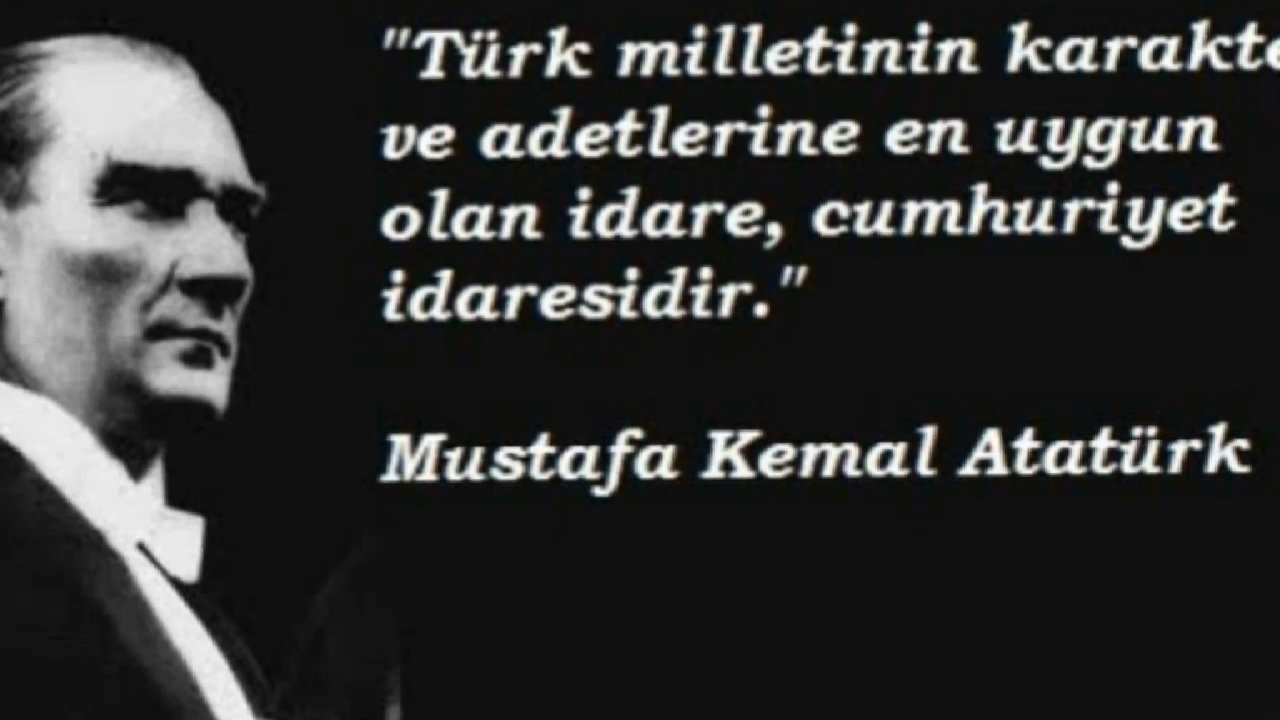 "Türk milletinin karakte
ve adetlerine en uygun
olan idare, cumhuriyet
idaresidir."
Mustafa Kemal Atatürk